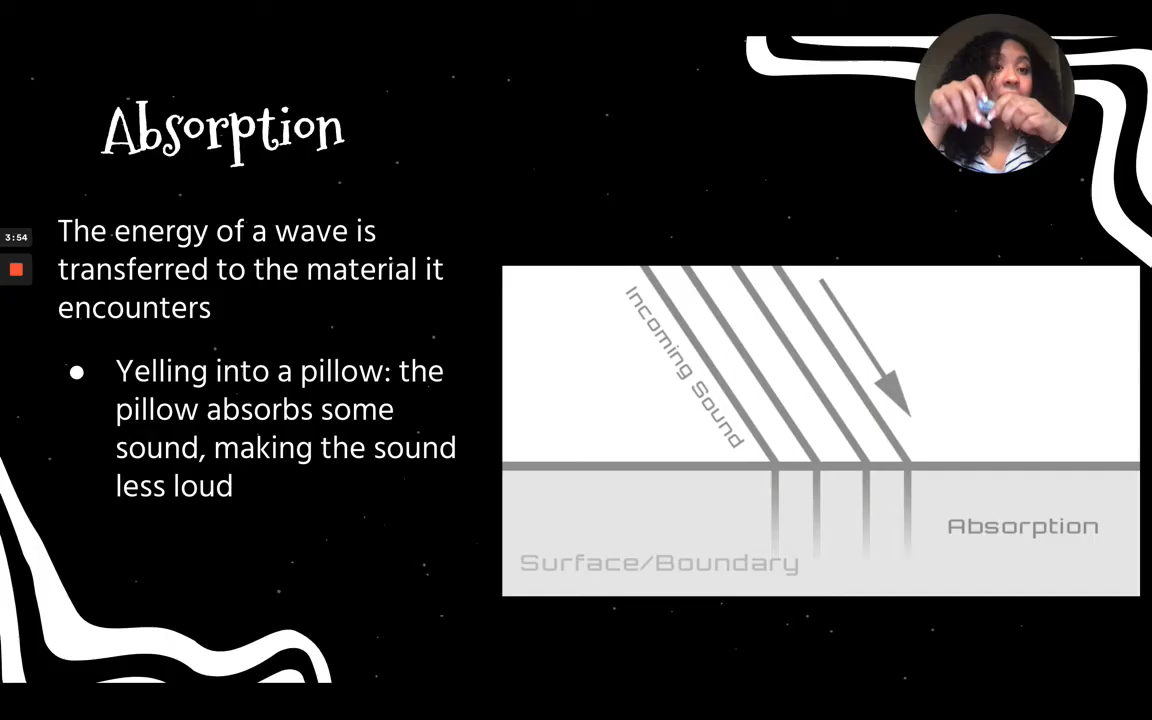 Absorption
3:54
The energy of a wave is
transferred to the material it
encounters
● Yelling into a pillow: the
pillow absorbs some
sound, making the sound
less loud
Incoming Sound
Absorption
Surface/Boundary